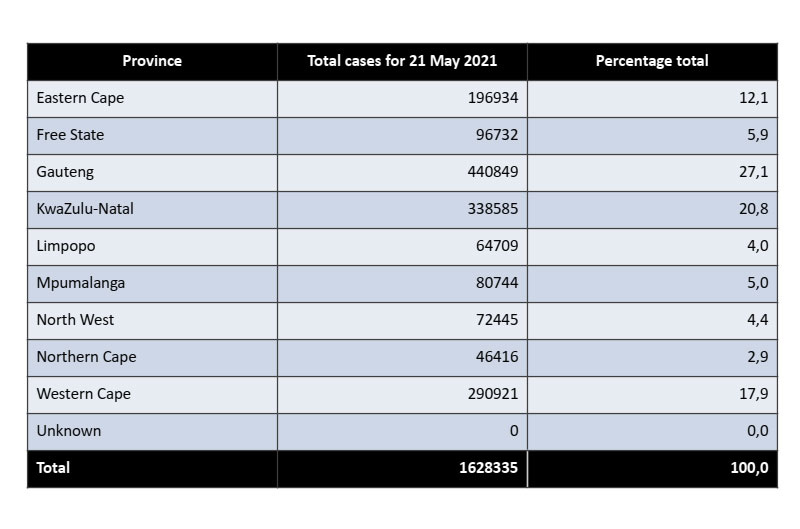 Province Total cases for 21 May 2021 Percentage total
Eastern Cape 196934 12,1
Free State 96732 5,9
Gauteng 440849 27,1
KwaZulu-Natal 338585 20,8
Limpopo 64709 4,0
Mpumalanga 80744 5,0
North West 72445 4,4
Northern Cape 46416 2,9
Western Cape 290921 17,9
Unknown 0 0,0
Total 1628335 100,0